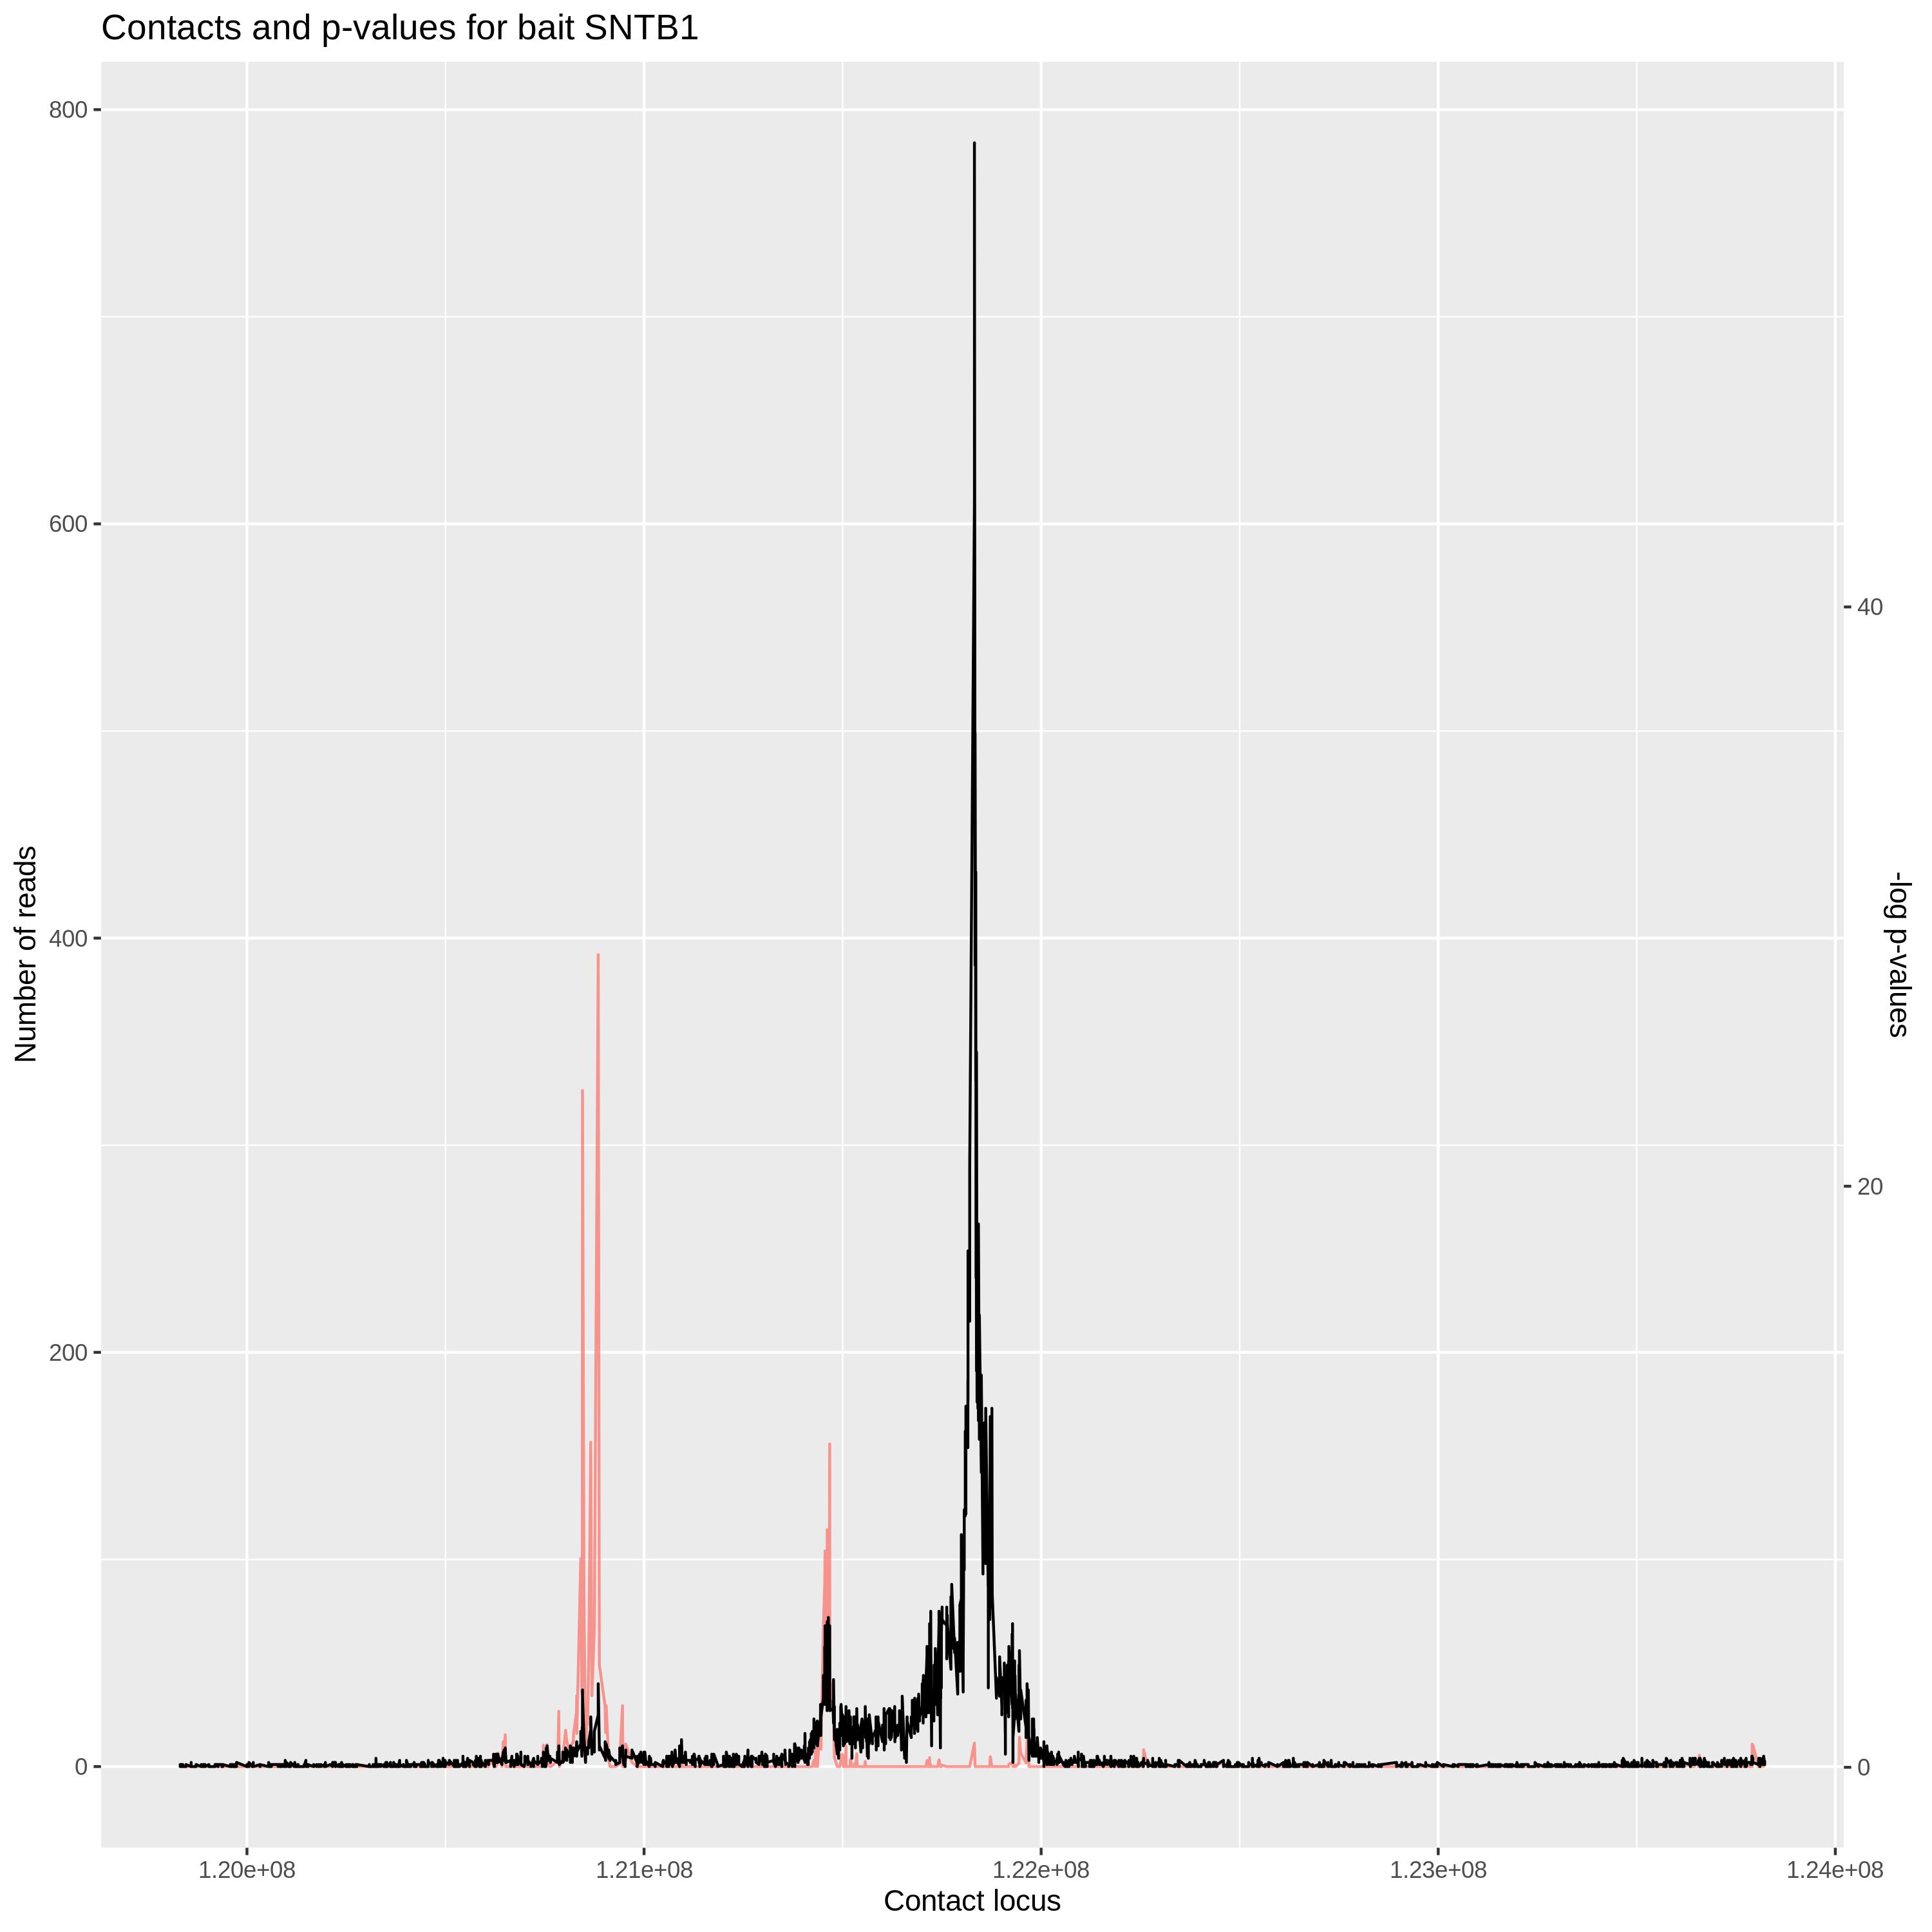 Contacts and p-values for bait SNTB1
800
600
400
200
0
Number of reads
40
20
0
-log p-values
1.20e+08
1.21e+08
1.22e+08
1.23e+08
1.24e+08
Contact locus